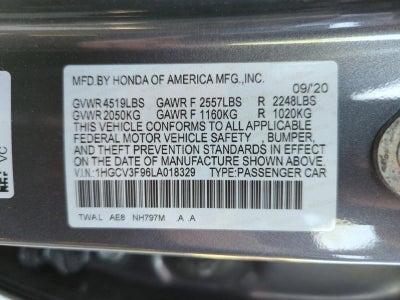 MFD.BY HONDA OF AMERICA MFG.,INC.
09/20
GVWR 4519LBS GAWR F 2557LBS R 2248LBS
GVWR 2050KG GAWR F 1160KG R 1020KG
THIS VEHICLE CONFORMS TO ALL APPLICABLE
FEDERAL MOTOR VEHICLE SAFETY, BUMPER,
AND THEFT PREVENTION STANDARDS IN EFFECT
ON THE DATE OF MANUFACTURE SHOWN ABOVE.
V.I.N.:1HGCV3F96LA018329 TYPE:PASSENGER CAR
TWAL AE8 NH797M .A .A
VC